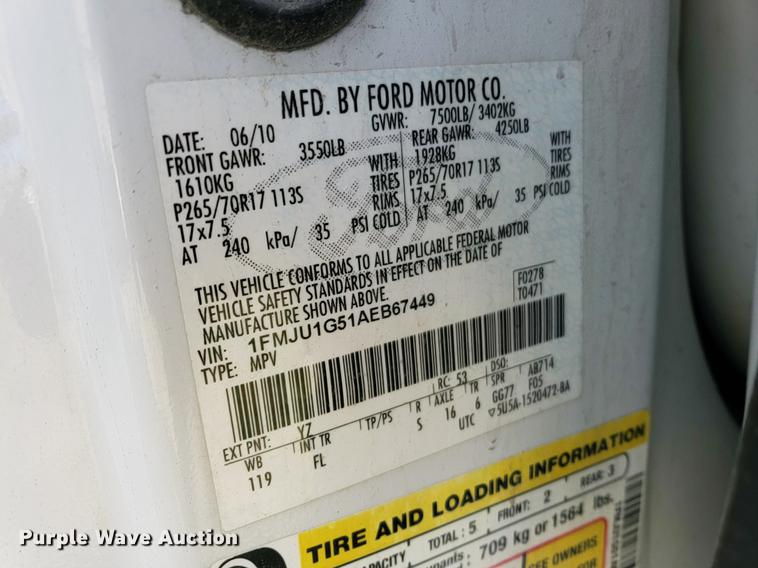 MFD. BY FORD MOTOR CO.
DATE: 06/10 GVWR: 7500LB/ 3402KG
FRONT GAWR: 3550LB REAR GAWR: 4250LB
1610KG WITH 1928KG WITH
P265/70R17 113S TIRES P265/70R17 113S TIRES
17x7.5 RIMS 17x7.5 RIMS
AT 240 kPa/ 35 PSI COLD AT 240 kPa/ 35 PSI COLD
Ford
THIS VEHICLE CONFORMS TO ALL APPLICABLE FEDERAL MOTOR
VEHICLE SAFETY STANDARDS IN EFFECT ON THE DATE OF
MANUFACTURE SHOWN ABOVE. F0278
VIN: 1FMJU1G51AEB67449 T0471
TYPE: MPV
EXT PNT: YZ RC: 53 DSO:
WB INT TR TP/PS R AXLE TR SPR AB714
119 FL S 16 6 GG77 F05
UTC ▽5U5A-1520472-BA
TIRE AND LOADING INFORMATION
TOTAL: 5 FRONT: 2 REAR: 3
709 kg or 1564 lbs.
SEE OWNERS
FOR
Purple Wave Auction